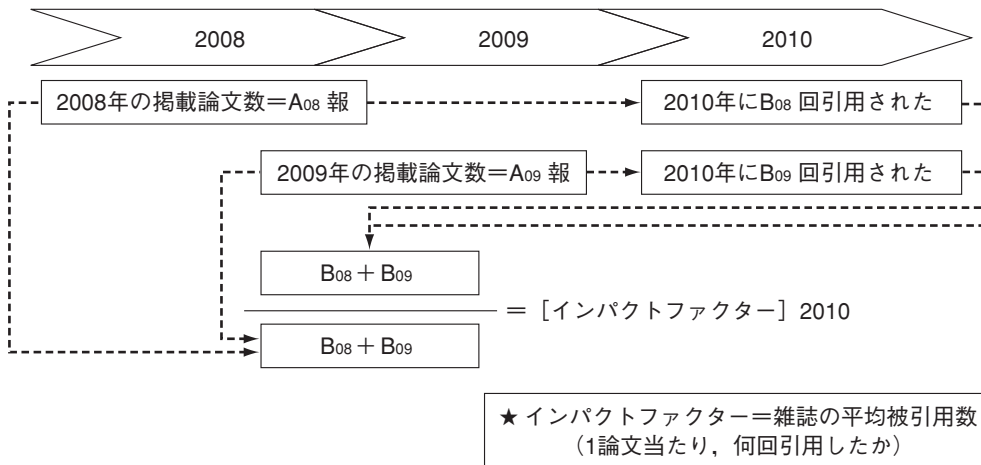 2008
2009
2010
2008年の掲載論文数＝A08 報
2010年にB08 回引用された
2009年の掲載論文数＝A09 報
2010年にB09 回引用された
B08＋B09
＝［インパクトファクター］2010
B08＋B09
★ インパクトファクター＝雑誌の平均被引用数
（1論文当たり，何回引用したか）